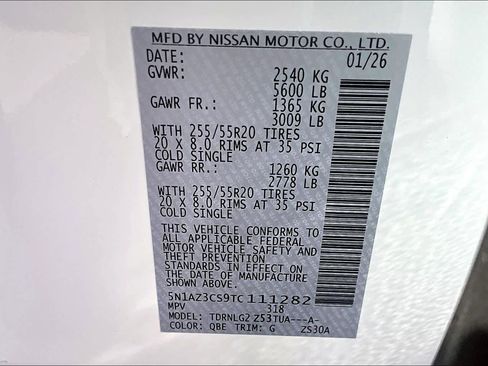 MFD BY NISSAN MOTOR CO., LTD.
DATE: 01/26
GVWR: 2540 KG
5600 LB
GAWR FR.: 1365 KG
3009 LB
WITH 255/55R20 TIRES
20 X 8.0 RIMS AT 35 PSI
COLD SINGLE
GAWR RR.: 1260 KG
2778 LB
WITH 255/55R20 TIRES
20 X 8.0 RIMS AT 35 PSI
COLD SINGLE
THIS VEHICLE CONFORMS TO
ALL APPLICABLE FEDERAL
MOTOR VEHICLE SAFETY AND
THEFT PREVENTION
STANDARDS IN EFFECT ON
THE DATE OF MANUFACTURE
SHOWN ABOVE.
5N1AZ3CS9TC111282
MPV 318
MODEL: TDRNLG2 Z53TUA---A-
COLOR: QBE TRIM: G ZS30A